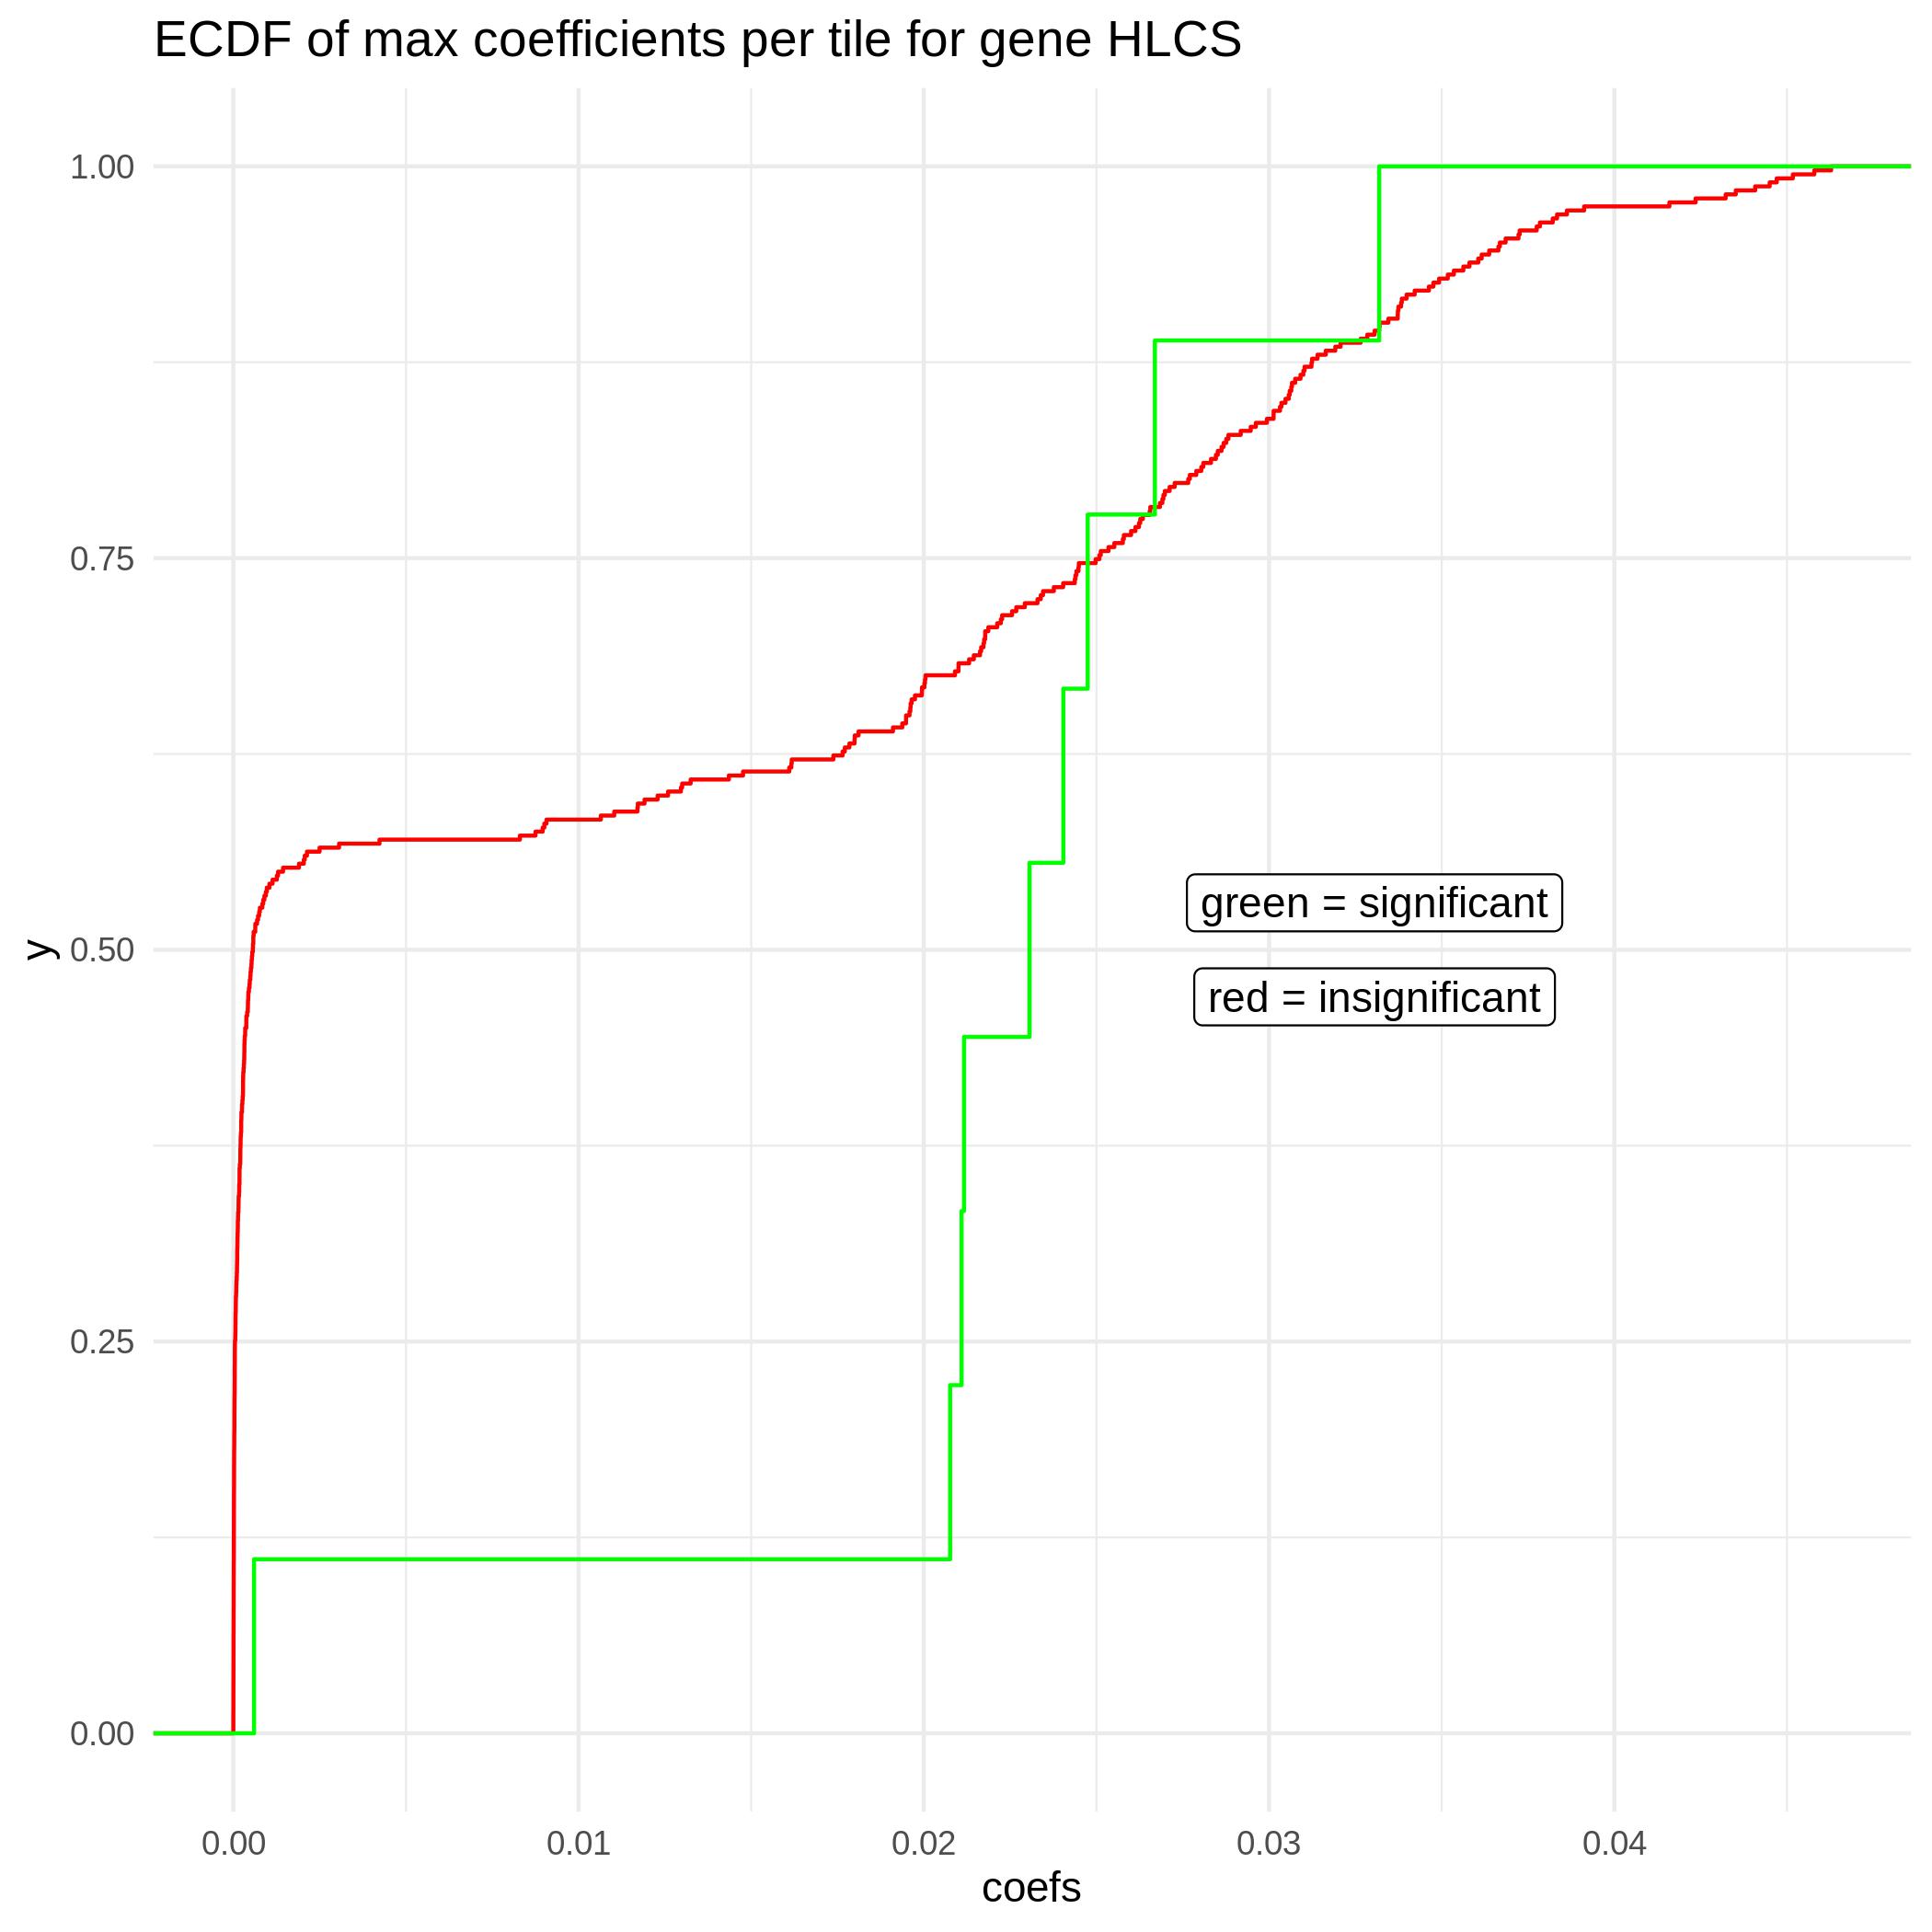 ECDF of max coefficients per tile for gene HLCS
1.00
0.75
0.50
0.25
0.00
y
green = significant
red = insignificant
0.00 0.01 0.02 0.03 0.04
coefs